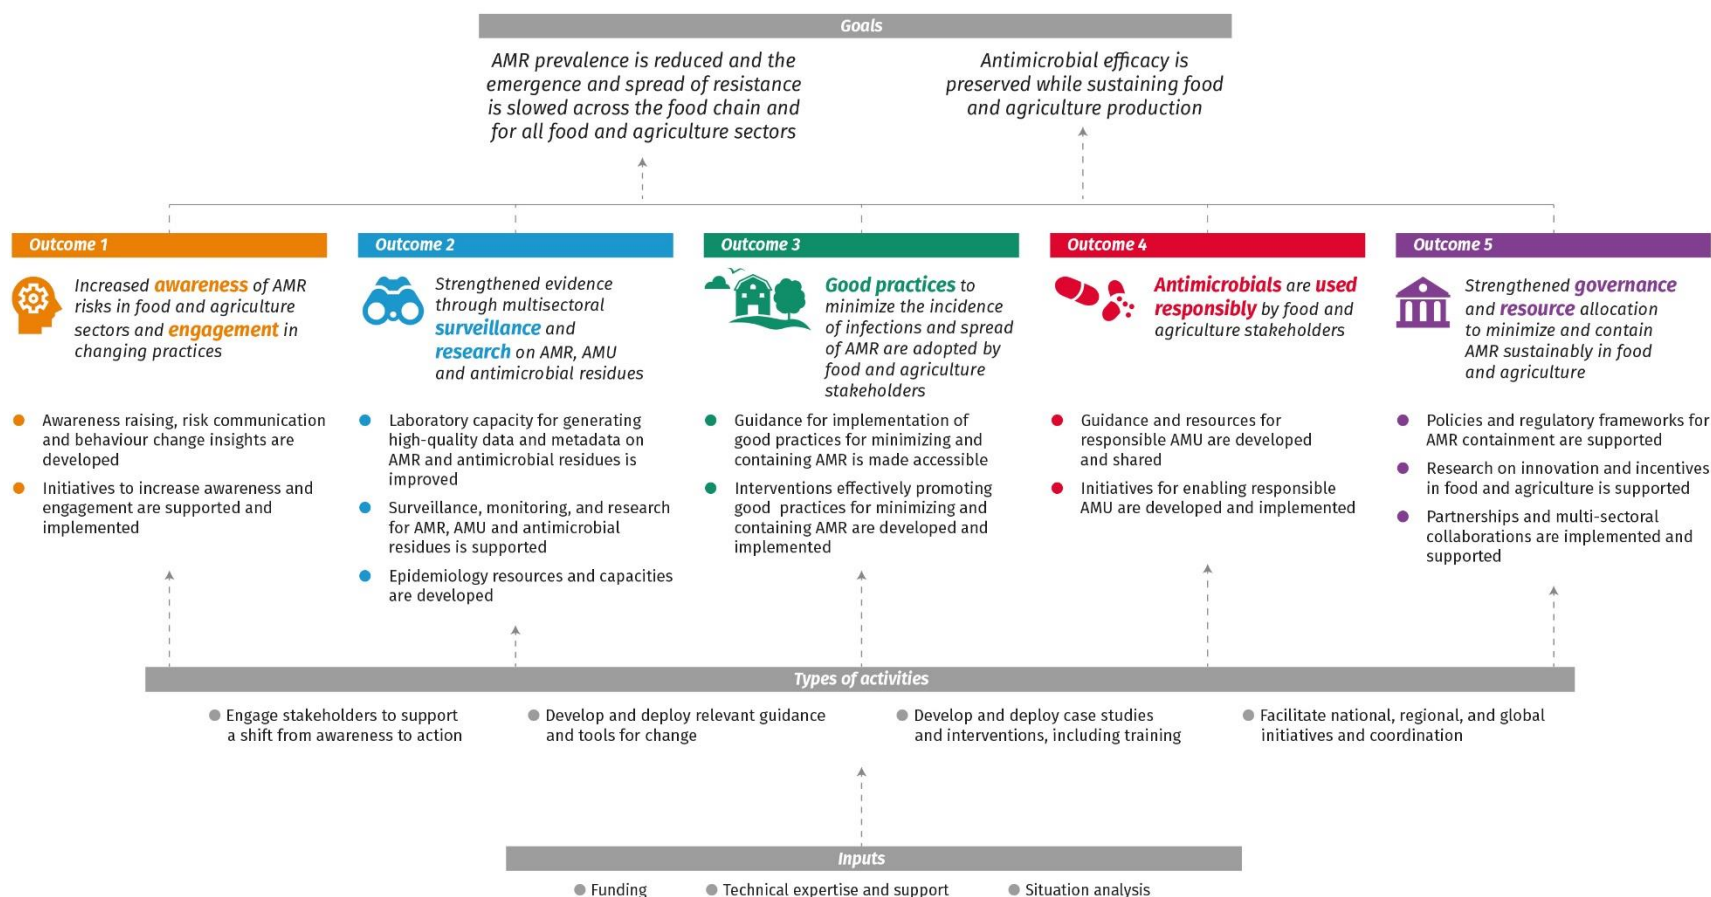 Goals
AMR prevalence is reduced and the
emergence and spread of resistance
is slowed across the food chain and
for all food and agriculture sectors
Antimicrobial efficacy is
preserved while sustaining food
and agriculture production
Outcome 1
Increased awareness of AMR
risks in food and agriculture
sectors and engagement in
changing practices
Awareness raising, risk communication
and behaviour change insights are
developed
Initiatives to increase awareness and
engagement are supported and
implemented
Outcome 2
Strengthened evidence
through multisectoral
surveillance and
research on AMR, AMU
and antimicrobial residues
Laboratory capacity for generating
high-quality data and metadata on
AMR and antimicrobial residues is
improved
Surveillance, monitoring, and research
for AMR, AMU and antimicrobial
residues is supported
Epidemiology resources and capacities
are developed
Outcome 3
Good practices to
minimize the incidence
of infections and spread
of AMR are adopted by
food and agriculture
stakeholders
Guidance for implementation of
good practices for minimizing and
containing AMR is made accessible
Interventions effectively promoting
good practices for minimizing and
containing AMR are developed and
implemented
Outcome 4
Antimicrobials are used
responsibly by food and
agriculture stakeholders
Guidance and resources for
responsible AMU are developed
and shared
Initiatives for enabling responsible
AMU are developed and implemented
Outcome 5
Strengthened governance
and resource allocation
to minimize and contain
AMR sustainably in food
and agriculture
Policies and regulatory frameworks for
AMR containment are supported
Research on innovation and incentives
in food and agriculture is supported
Partnerships and multi-sectoral
collaborations are implemented and
supported
Types of activities
Engage stakeholders to support
a shift from awareness to action
Develop and deploy relevant guidance
and tools for change
Develop and deploy case studies
and interventions, including training
Facilitate national, regional, and global
initiatives and coordination
Inputs
Funding
Technical expertise and support
Situation analysis